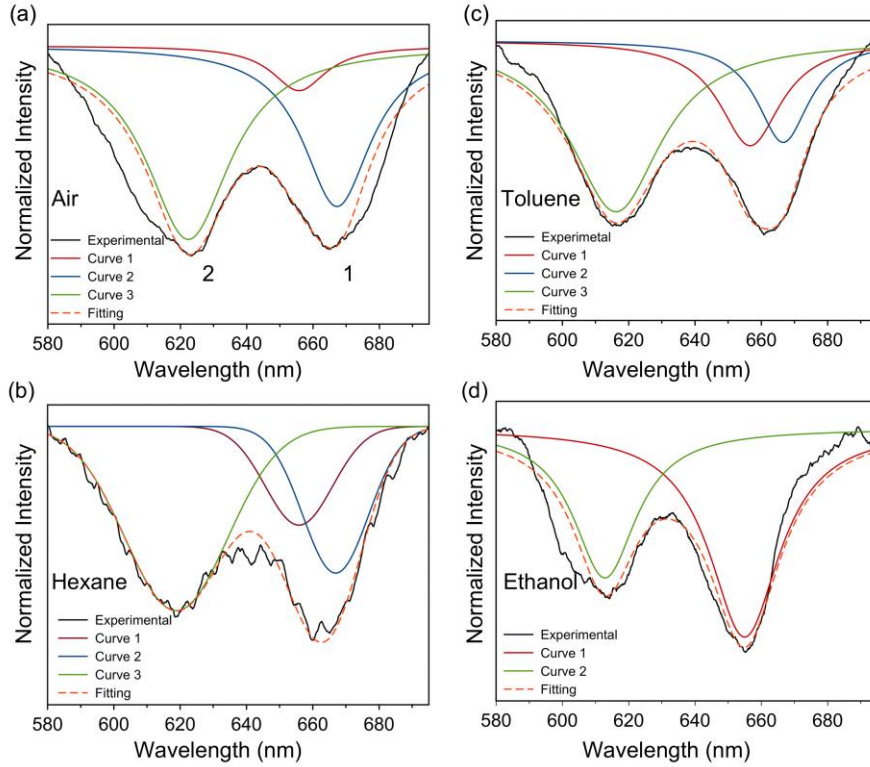 (a)
Normalized Intensity
Air
Experimental
Curve 1
Curve 2
Curve 3
Fitting
2
1
580 600 620 640 660 680
Wavelength (nm)
(c)
Normalized Intensity
Toluene
Experimetal
Curve 1
Curve 2
Curve 3
Fitting
580 600 620 640 660 680
Wavelength (nm)
(b)
Normalized Intensity
Hexane
Experimental
Curve 1
Curve 2
Curve 3
Fitting
580 600 620 640 660 680
Wavelength (nm)
(d)
Normalized Intensity
Ethanol
Experimental
Curve 1
Curve 2
Fitting
580 600 620 640 660 680
Wavelength (nm)